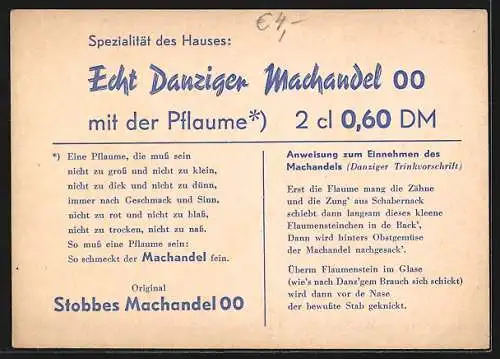 €4,-
Spezialität des Hauses:
Echt Danziger Machandel 00
mit der Pflaume*) 2 cl 0,60 DM
*) Eine Pflaume, die muß sein
nicht zu groß und nicht zu klein,
nicht zu dick und nicht zu dünn,
immer nach Geschmack und Sinn,
nicht zu rot und nicht zu blaß,
nicht zu trocken, nicht zu naß.
So muß eine Pflaume sein:
So schmeckt der Machandel fein.
Original
Stobbes Machandel 00
Anweisung zum Einnehmen des
Machandels (Danziger Trinkvorschrift)
Erst die Flaume mang die Zähne
und die Zung' aus Schabernack
schiebt dann langsam dieses kleene
Flaumensteinchen in de Back',
Dann wird hinters Obstgemüse
der Machandel nachgesack'.
Überm Flaumenstein im Glase
(wie's nach Danz'gem Brauch sich schickt)
wird dann vor de Nase
der bewußte Stab geknickt.